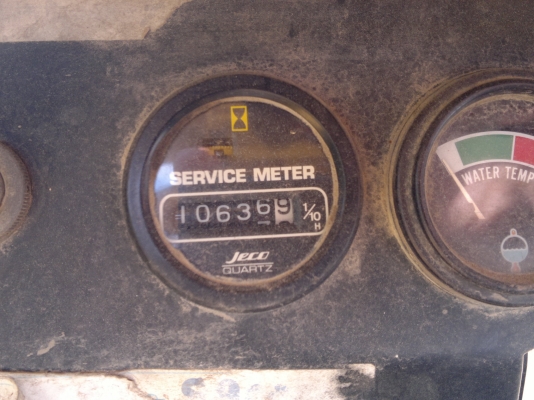 SERVICE METER
106369 1/10
H
Jeco
QUARTZ
WATER TEMP